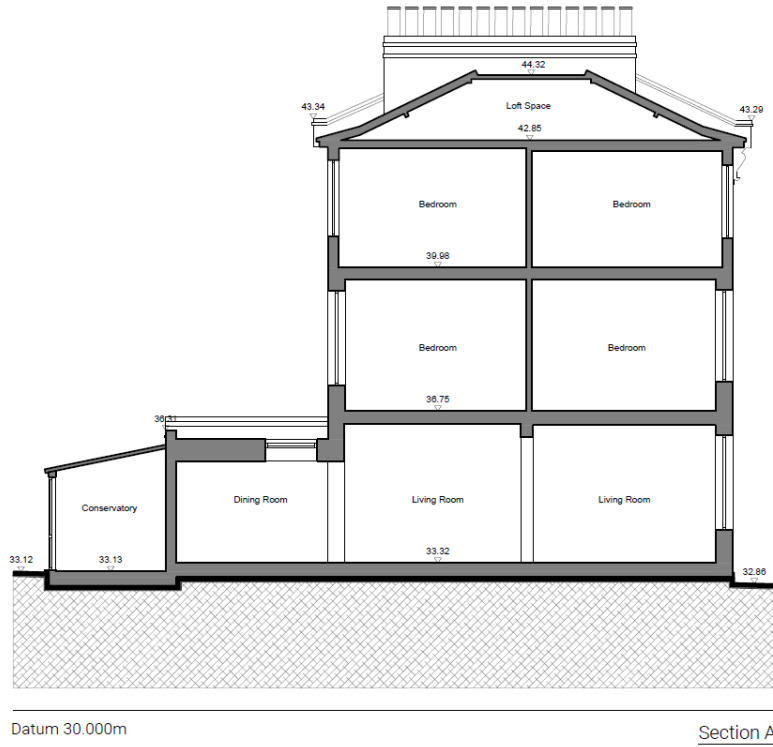 44.32
43.34
Loft Space
43.29
42.85
Bedroom
Bedroom
39.98
Bedroom
Bedroom
36.75
36.31
Conservatory
Dining Room
Living Room
Living Room
33.12
33.13
33.32
32.86
Datum 30.000m
Section A